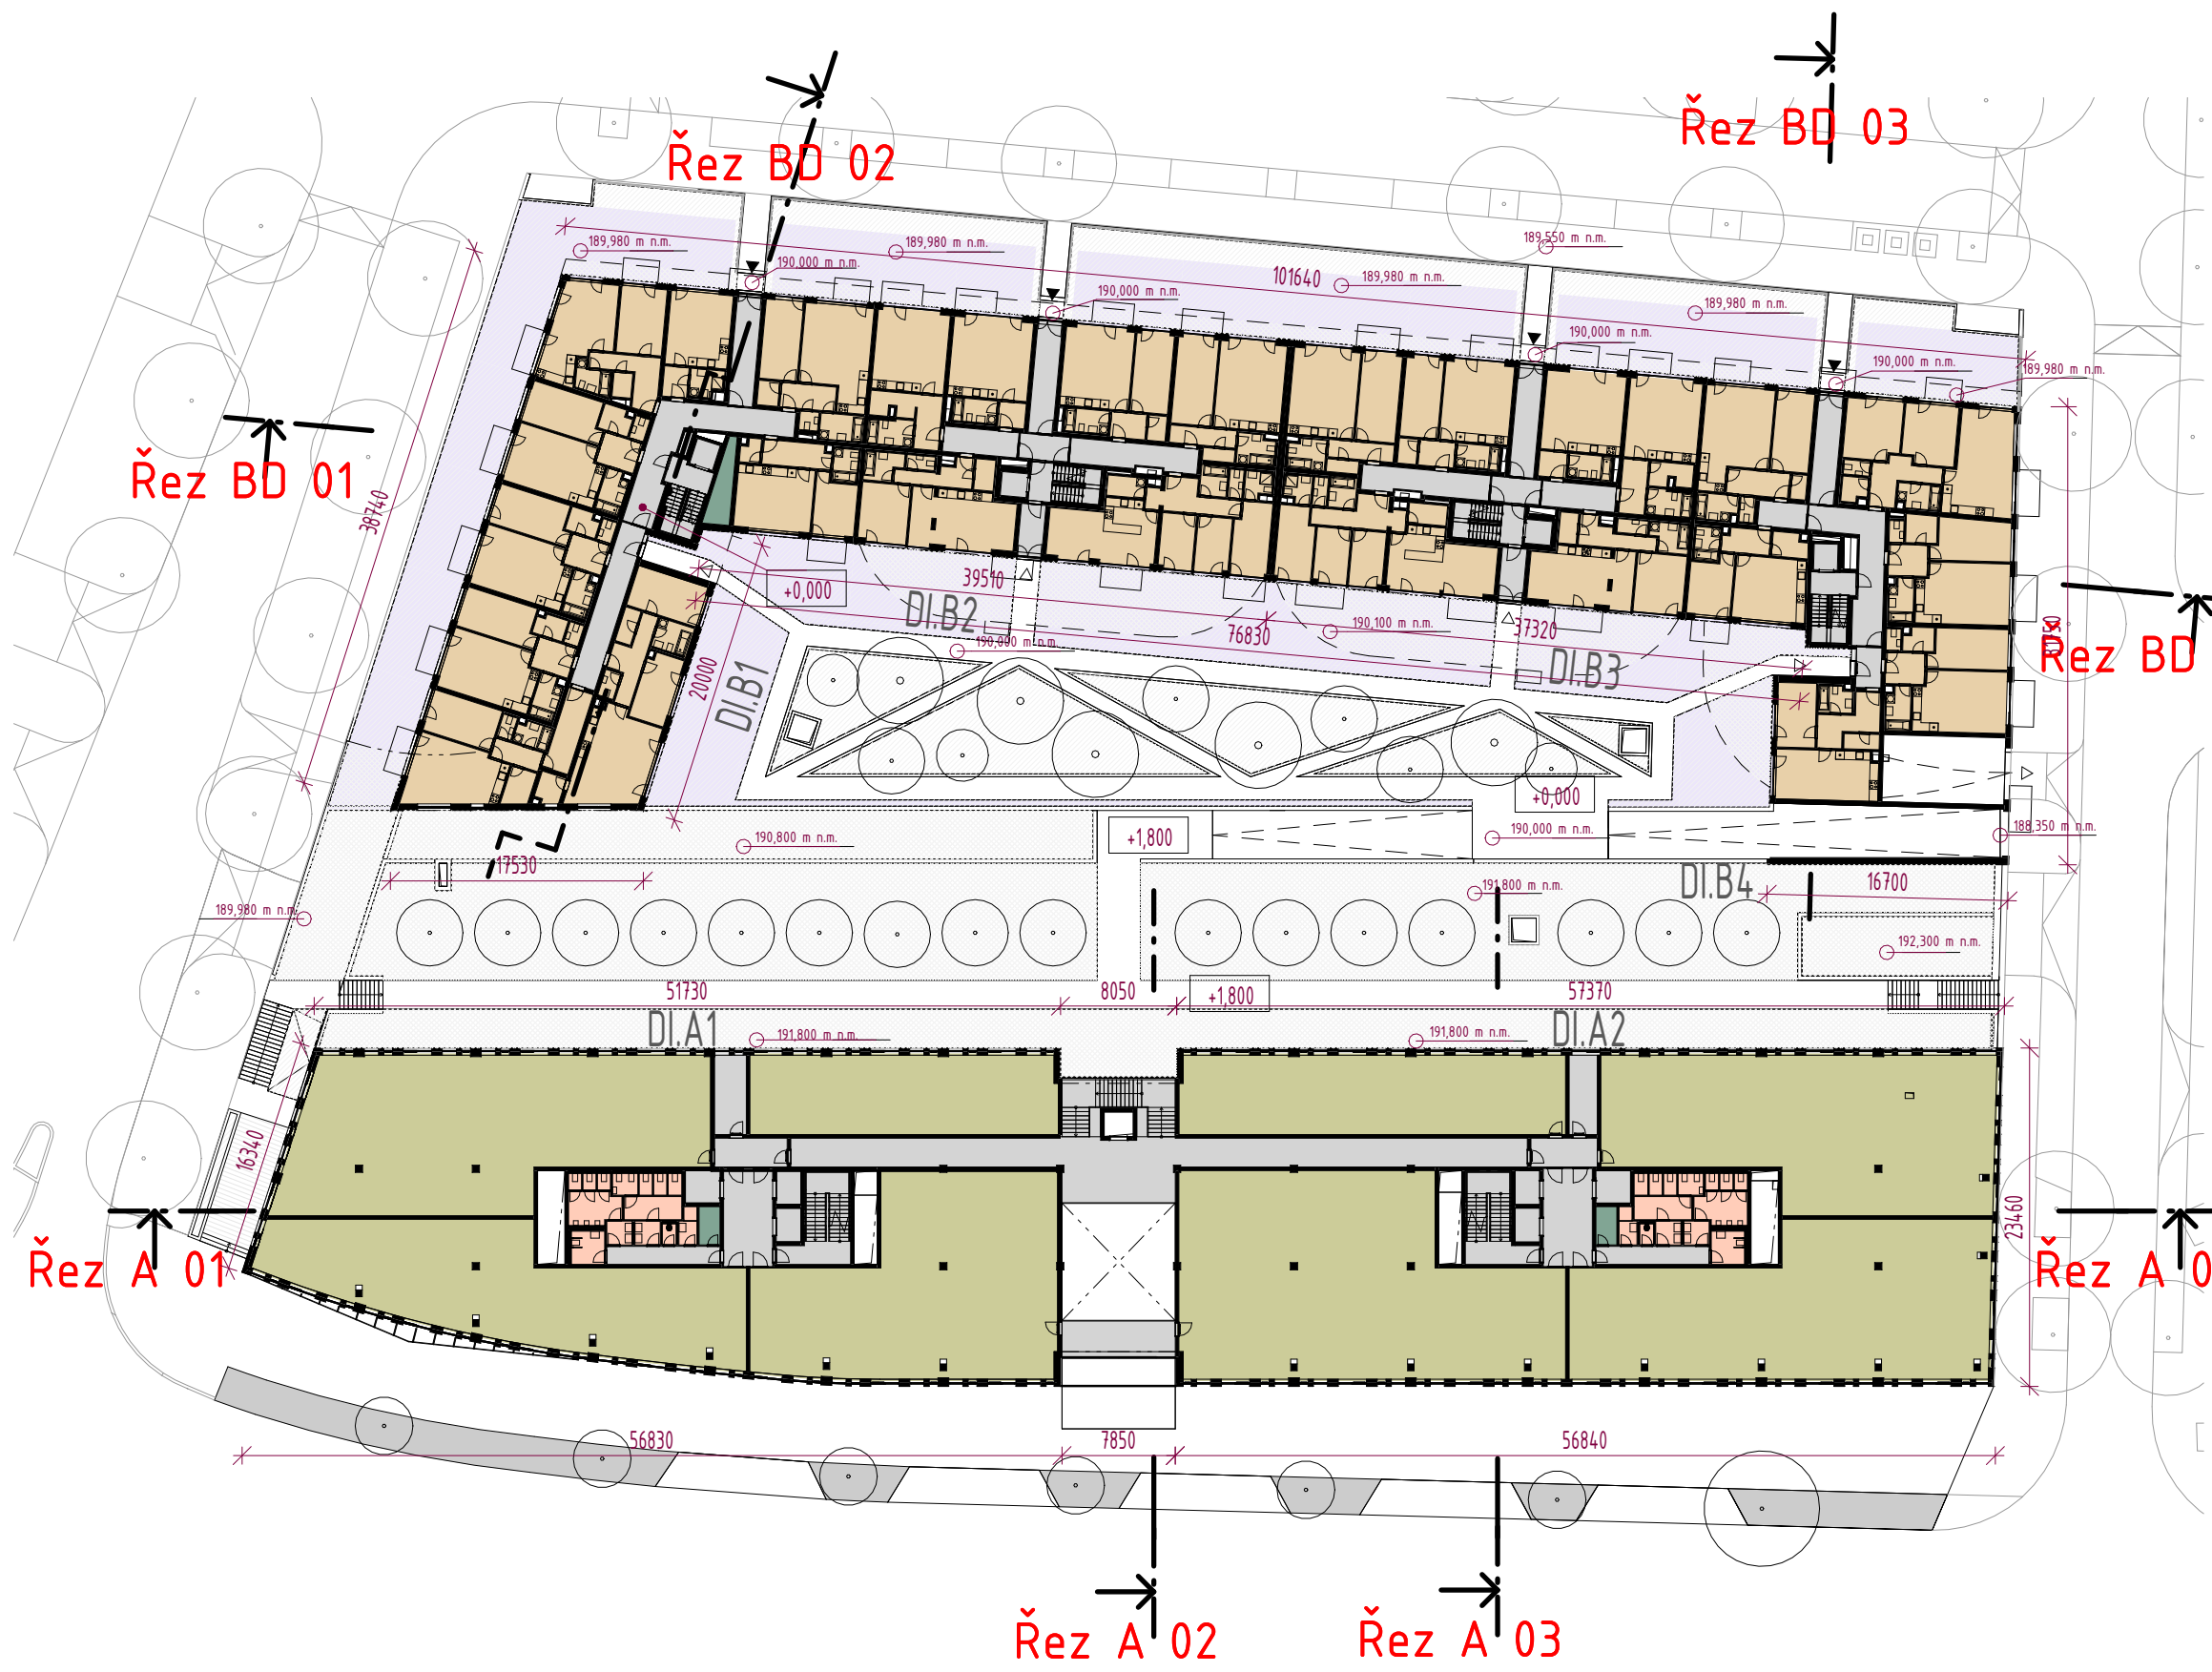 Řez BD 03
Řez BD 02
189,980 m n.m.
189,980 m n.m.
189,550 m n.m.
190,000 m n.m.
101640
189,980 m n.m.
190,000 m n.m.
189,980 m n.m.
190,000 m n.m.
190,000 m n.m.
189,980 m n.m.
Řez BD 01
38740
39510
+0,000
DI.B2
76830
190,100 m n.m.
37320
190,000 m n.m.
20000
DI.B1
DI.B3
Řez BD
+0,000
190,800 m n.m.
+1,800
190,000 m n.m.
188,350 m n.m.
17530
191,800 m n.m.
DI.B4
16700
189,980 m n.m.
192,300 m n.m.
51730
8050
+1,800
57370
DI.A1
191,800 m n.m.
191,800 m n.m.
DI.A2
16340
23460
Řez A 01
Řez A 0
56830
7850
56840
Řez A 02
Řez A 03